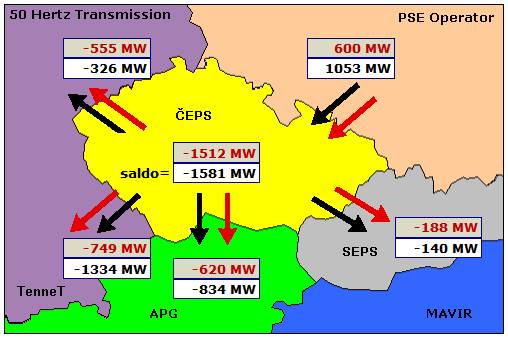 50 Hertz Transmission
PSE Operator
-555 MW
-326 MW
600 MW
1053 MW
ČEPS
saldo=
-1512 MW
-1581 MW
-749 MW
-1334 MW
-620 MW
-834 MW
-188 MW
-140 MW
SEPS
TenneT
APG
MAVIR